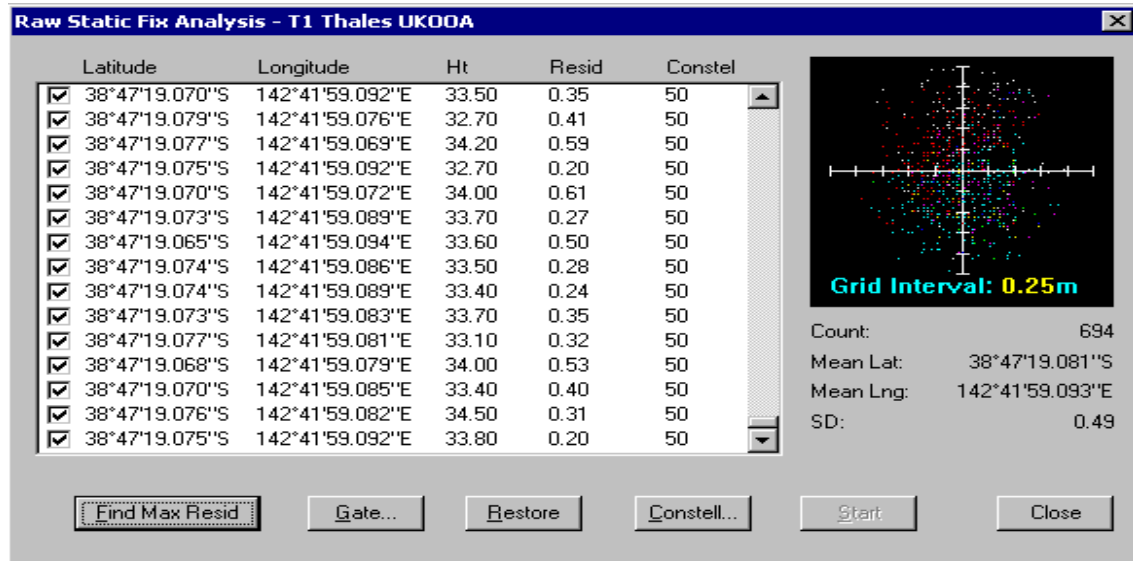 Raw Static Fix Analysis - T1 Thales UKOOA
Latitude Longitude Ht Resid Constel
38°47'19.070''S 142°41'59.092''E 33.50 0.35 50
38°47'19.079''S 142°41'59.076''E 32.70 0.41 50
38°47'19.077''S 142°41'59.069''E 34.20 0.59 50
38°47'19.075''S 142°41'59.092''E 32.70 0.20 50
38°47'19.070''S 142°41'59.072''E 34.00 0.61 50
38°47'19.073''S 142°41'59.089''E 33.70 0.27 50
38°47'19.065''S 142°41'59.094''E 33.60 0.50 50
38°47'19.074''S 142°41'59.086''E 33.50 0.28 50
38°47'19.074''S 142°41'59.089''E 33.40 0.24 50
38°47'19.073''S 142°41'59.083''E 33.70 0.35 50
38°47'19.077''S 142°41'59.081''E 33.10 0.32 50
38°47'19.068''S 142°41'59.079''E 34.00 0.53 50
38°47'19.070''S 142°41'59.085''E 33.40 0.40 50
38°47'19.076''S 142°41'59.082''E 34.50 0.31 50
38°47'19.075''S 142°41'59.092''E 33.80 0.20 50
Grid Interval: 0.25m
Count: 694
Mean Lat: 38°47'19.081''S
Mean Lng: 142°41'59.093''E
SD: 0.49
Find Max Resid Gate... Restore Constell... Start Close